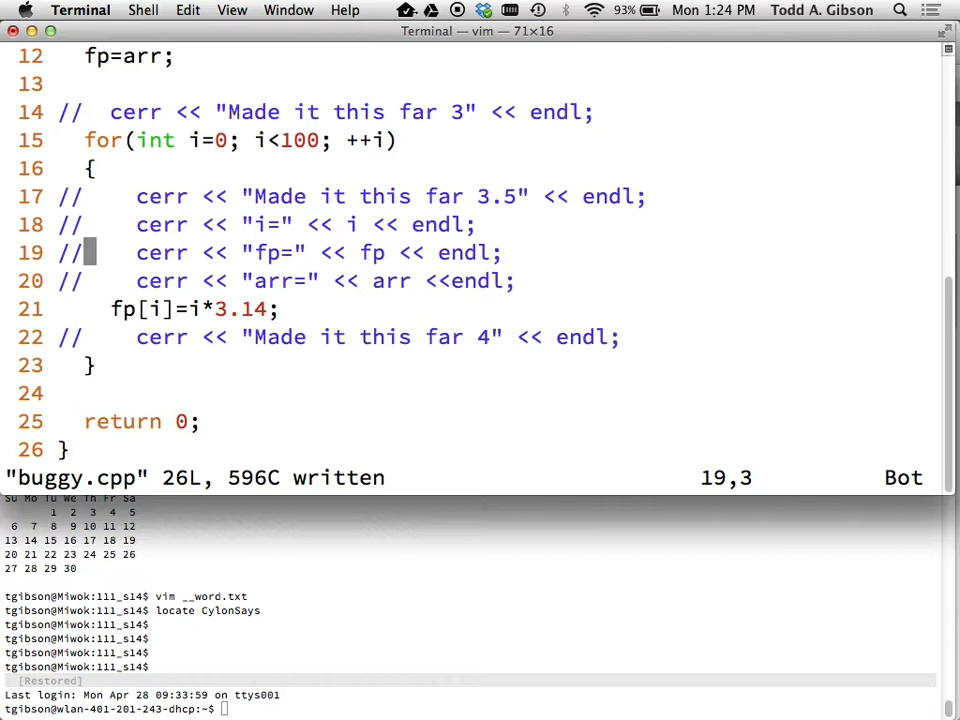 Terminal Shell Edit View Window Help 93% Mon 1:24 PM Todd A. Gibson
Terminal — vim — 71×16
12   fp=arr;
13
14 //  cerr << "Made it this far 3" << endl;
15   for(int i=0; i<100; ++i)
16   {
17 //    cerr << "Made it this far 3.5" << endl;
18 //    cerr << "i=" << i << endl;
19 //    cerr << "fp=" << fp << endl;
20 //    cerr << "arr=" << arr <<endl;
21     fp[i]=i*3.14;
22 //    cerr << "Made it this far 4" << endl;
23   }
24
25   return 0;
26 }
"buggy.cpp" 26L, 596C written 19,3 Bot
Su Mo Tu We Th Fr Sa
1 2 3 4 5
6 7 8 9 10 11 12
13 14 15 16 17 18 19
20 21 22 23 24 25 26
27 28 29 30
tgibson@Miwok:111_s14$ vim __word.txt
tgibson@Miwok:111_s14$ locate CylonSays
tgibson@Miwok:111_s14$
tgibson@Miwok:111_s14$
tgibson@Miwok:111_s14$
tgibson@Miwok:111_s14$
[Restored]
Last login: Mon Apr 28 09:33:59 on ttys001
tgibson@wlan-401-201-243-dhcp:~$